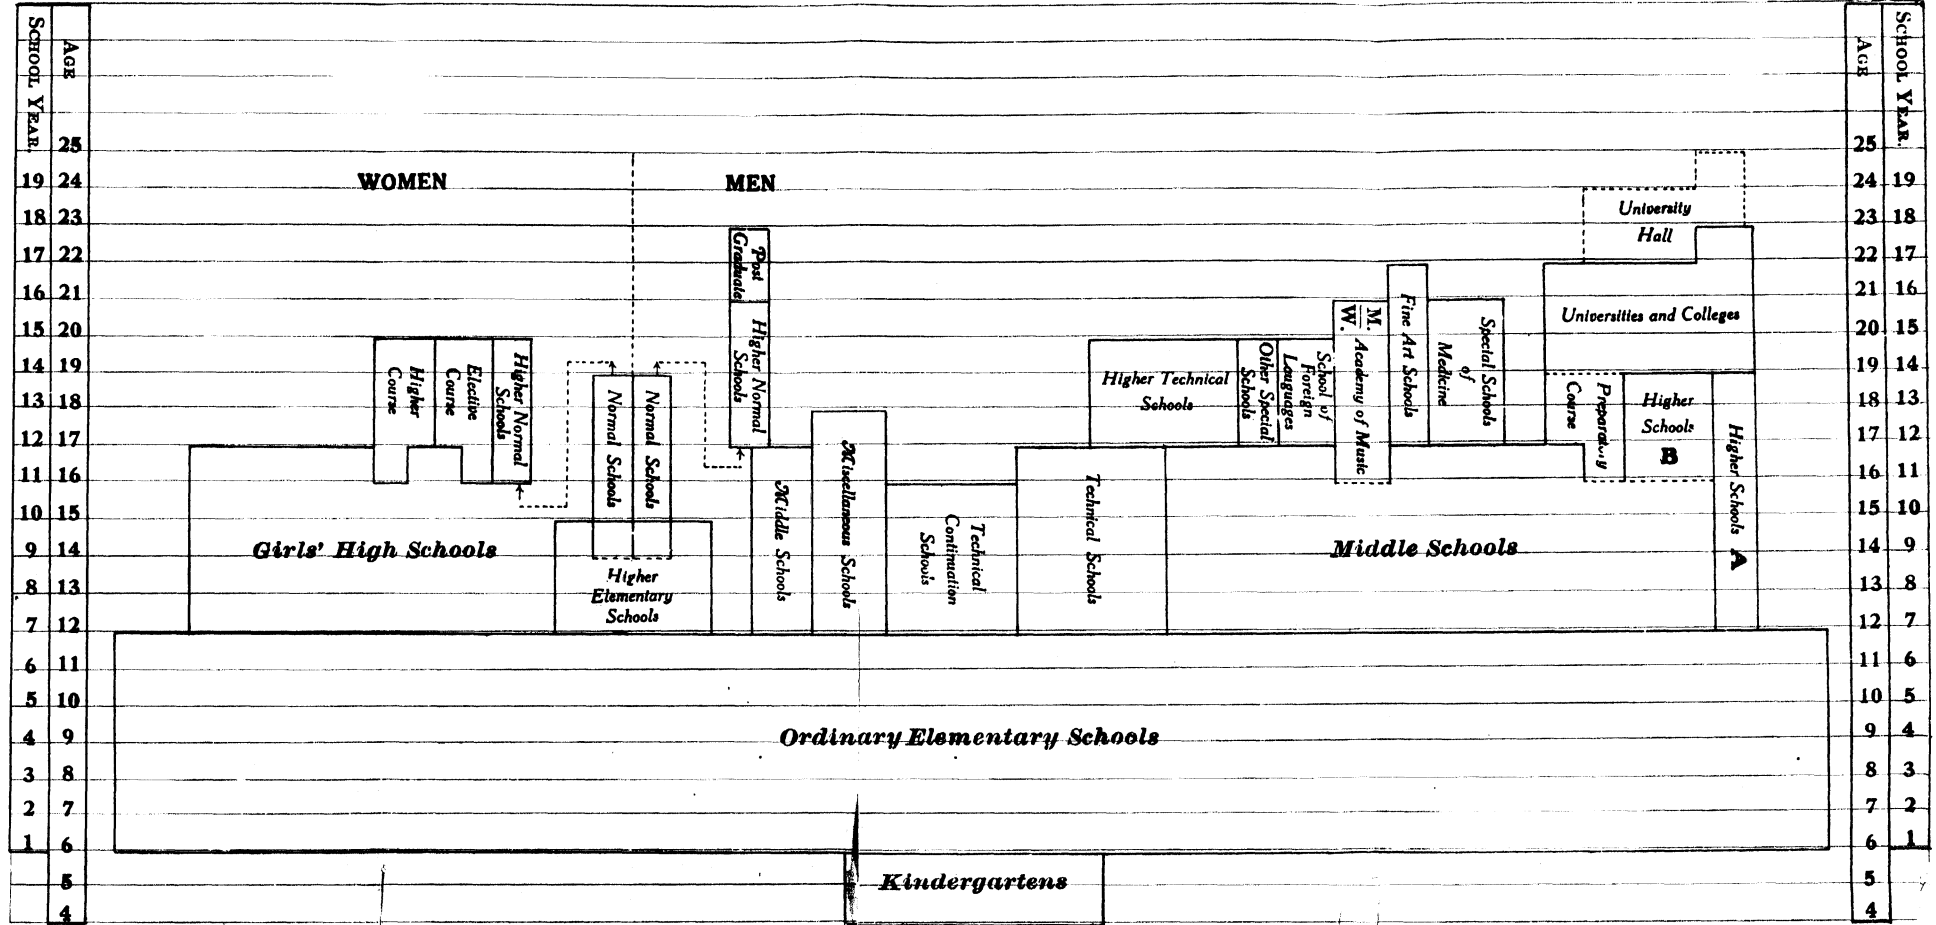 SCHOOL YEAR.
AGE
AGE
SCHOOL YEAR.
25
25
19 24
WOMEN
MEN
24 19
18 23
University
23 18
Hall
17 22
Post
Graduate
22 17
16 21
21 16
Universities and Colleges
15 20
20 15
M.
W.
Academy of Music
Fine Art Schools
Special Schools
of
Medicine
Higher Normal
Schools
Higher
Course
Elective
Course
Higher Normal
Schools
Normal Schools
Normal Schools
Higher Technical
Schools
Other Special
Schools
School of
Foreign
Languages
Preparatory
Course
Higher
Schools
B
Higher Schools A
14 19
19 14
13 18
18 13
12 17
17 12
11 16
16 11
10 15
15 10
Girls' High Schools
Higher
Elementary
Schools
Middle Schools
Miscellaneous Schools
Technical
Continuation
Schools
Technical Schools
Middle Schools
9 14
14 9
8 13
13 8
7 12
12 7
6 11
11 6
5 10
10 5
4 9
Ordinary Elementary Schools
9 4
3 8
8 3
2 7
7 2
1 6
6 1
5
Kindergartens
5
4
4